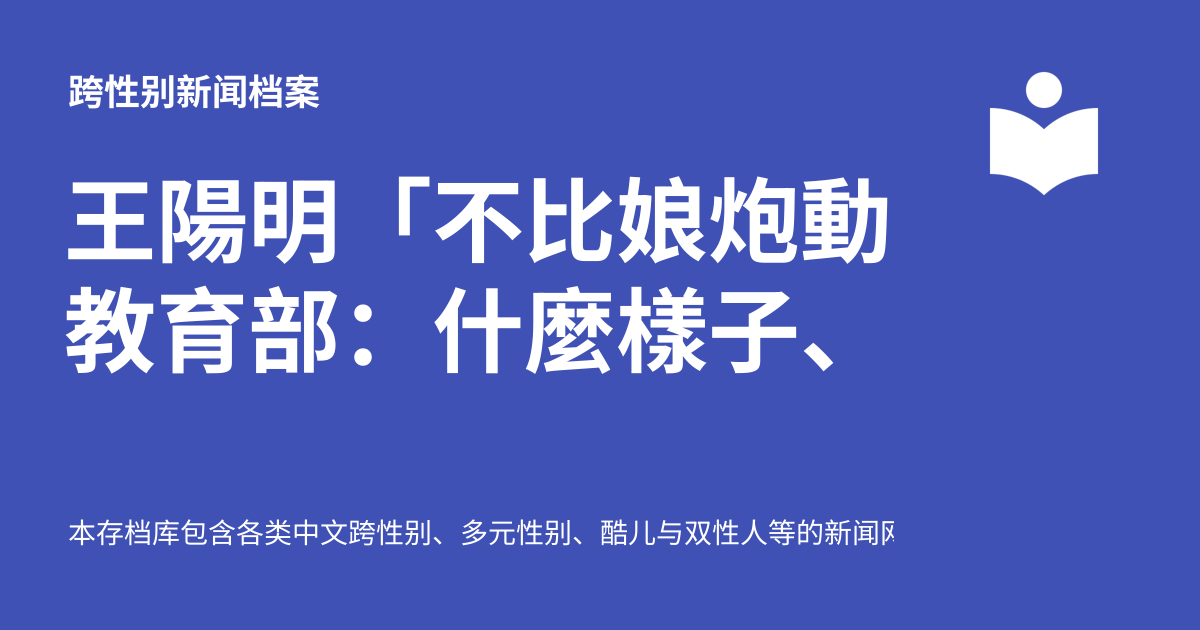 跨性别新闻档案
王陽明「不比娘炮動
教育部：什麼樣子、
本存档库包含各类中文跨性别、多元性别、酷儿与双性人等的新闻